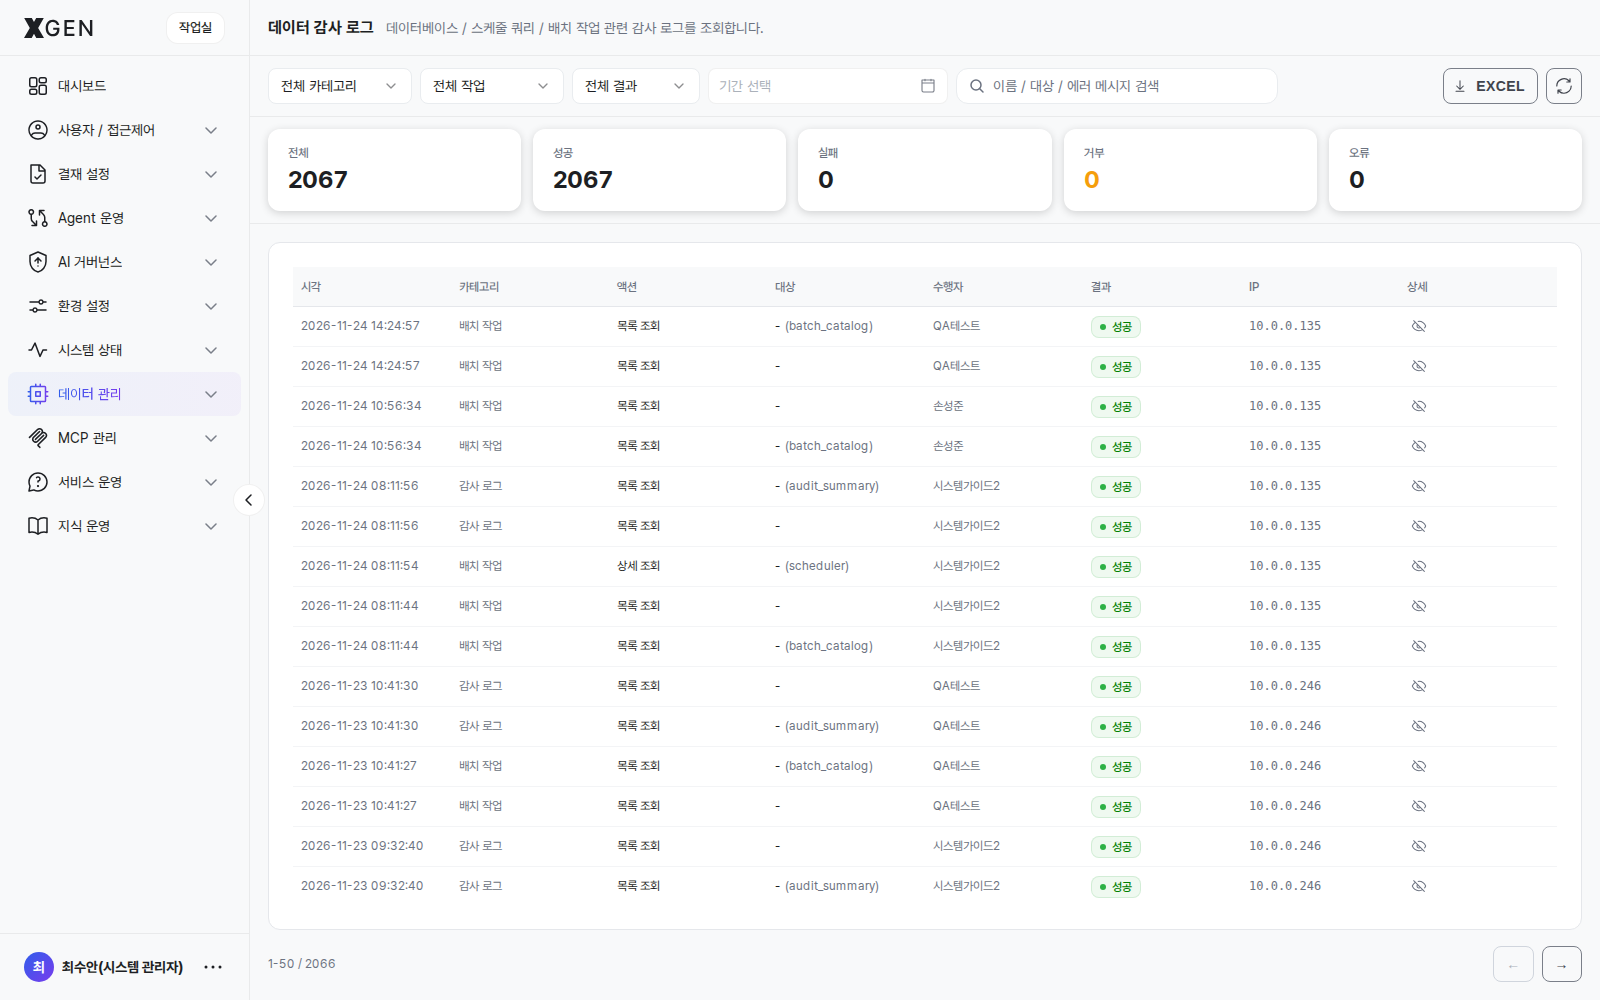 XGEN
작업실
대시보드
사용자 / 접근제어
결재 설정
Agent 운영
AI 거버넌스
환경 설정
시스템 상태
데이터 관리
MCP 관리
서비스 운영
지식 운영
최
최수안(시스템 관리자)
데이터 감사 로그 데이터베이스 / 스케줄 쿼리 / 배치 작업 관련 감사 로그를 조회합니다.
전체 카테고리 전체 작업 전체 결과 기간 선택 이름 / 대상 / 에러 메시지 검색 EXCEL
전체 성공 실패 거부 오류
2067 2067 0 0 0
시각 카테고리 액션 대상 수행자 결과 IP 상세
2026-11-24 14:24:57 배치 작업 목록 조회 - (batch_catalog) QA테스트 성공 10.0.0.135
2026-11-24 14:24:57 배치 작업 목록 조회 - QA테스트 성공 10.0.0.135
2026-11-24 10:56:34 배치 작업 목록 조회 - 손성준 성공 10.0.0.135
2026-11-24 10:56:34 배치 작업 목록 조회 - (batch_catalog) 손성준 성공 10.0.0.135
2026-11-24 08:11:56 감사 로그 목록 조회 - (audit_summary) 시스템가이드2 성공 10.0.0.135
2026-11-24 08:11:56 감사 로그 목록 조회 - 시스템가이드2 성공 10.0.0.135
2026-11-24 08:11:54 배치 작업 상세 조회 - (scheduler) 시스템가이드2 성공 10.0.0.135
2026-11-24 08:11:44 배치 작업 목록 조회 - 시스템가이드2 성공 10.0.0.135
2026-11-24 08:11:44 배치 작업 목록 조회 - (batch_catalog) 시스템가이드2 성공 10.0.0.135
2026-11-23 10:41:30 감사 로그 목록 조회 - QA테스트 성공 10.0.0.246
2026-11-23 10:41:30 감사 로그 목록 조회 - (audit_summary) QA테스트 성공 10.0.0.246
2026-11-23 10:41:27 배치 작업 목록 조회 - (batch_catalog) QA테스트 성공 10.0.0.246
2026-11-23 10:41:27 배치 작업 목록 조회 - QA테스트 성공 10.0.0.246
2026-11-23 09:32:40 감사 로그 목록 조회 - 시스템가이드2 성공 10.0.0.246
2026-11-23 09:32:40 감사 로그 목록 조회 - (audit_summary) 시스템가이드2 성공 10.0.0.246
1-50 / 2066 ← →